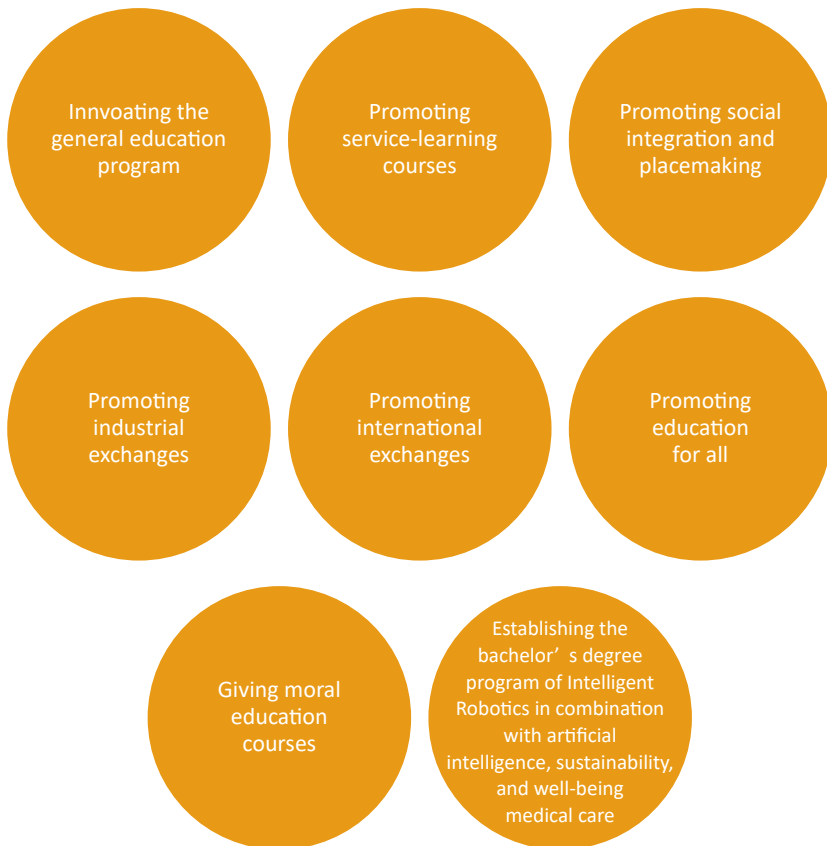 Innvoating the
general education
program
Promoting
service-learning
courses
Promoting social
integration and
placemaking
Promoting
industrial
exchanges
Promoting
international
exchanges
Promoting
education
for all
Giving moral
education
courses
Establishing the
bachelor’ s degree
program of Intelligent
Robotics in combination
with artificial
intelligence, sustainability,
and well-being
medical care